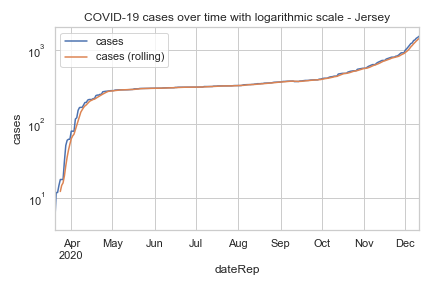 COVID-19 cases over time with logarithmic scale - Jersey
cases
cases (rolling)
10³
10²
10¹
cases
Apr May Jun Jul Aug Sep Oct Nov Dec
2020
dateRep